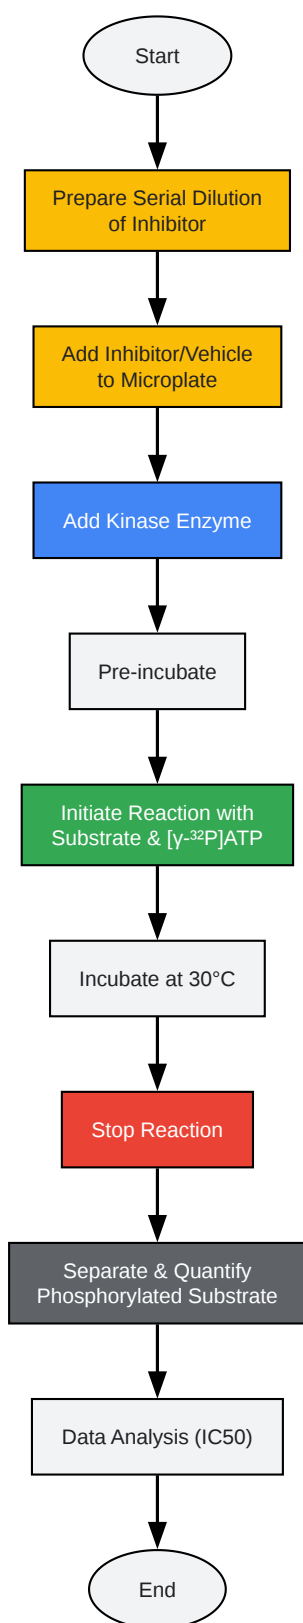 Start
Prepare Serial Dilution
of Inhibitor
Add Inhibitor/Vehicle
to Microplate
Add Kinase Enzyme
Pre-incubate
Initiate Reaction with
Substrate & [γ-³²P]ATP
Incubate at 30°C
Stop Reaction
Separate & Quantify
Phosphorylated Substrate
Data Analysis (IC50)
End